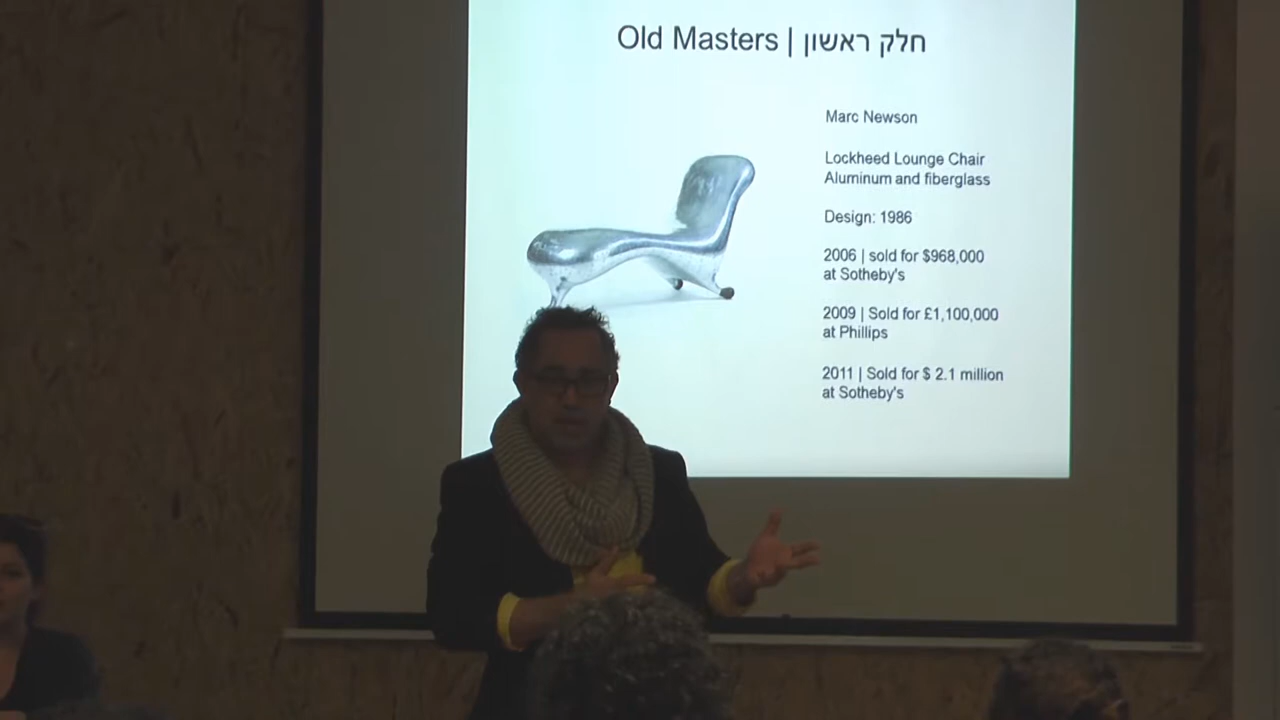 Old Masters | חלק ראשון
Marc Newson
Lockheed Lounge Chair
Aluminum and fiberglass
Design: 1986
2006 | sold for $968,000
at Sotheby's
2009 | Sold for £1,100,000
at Phillips
2011 | Sold for $ 2.1 million
at Sotheby's